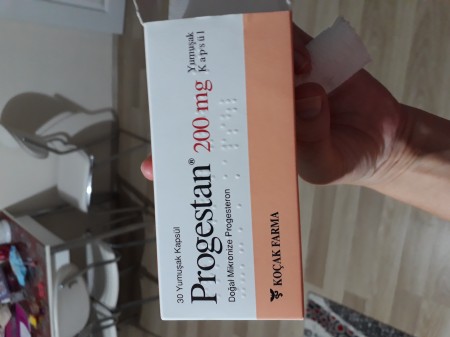 30 Yumuşak Kapsül
Progestan® 200 mg Yumuşak
Kapsül
Doğal Mikronize Progesteron
KOÇAK FARMA